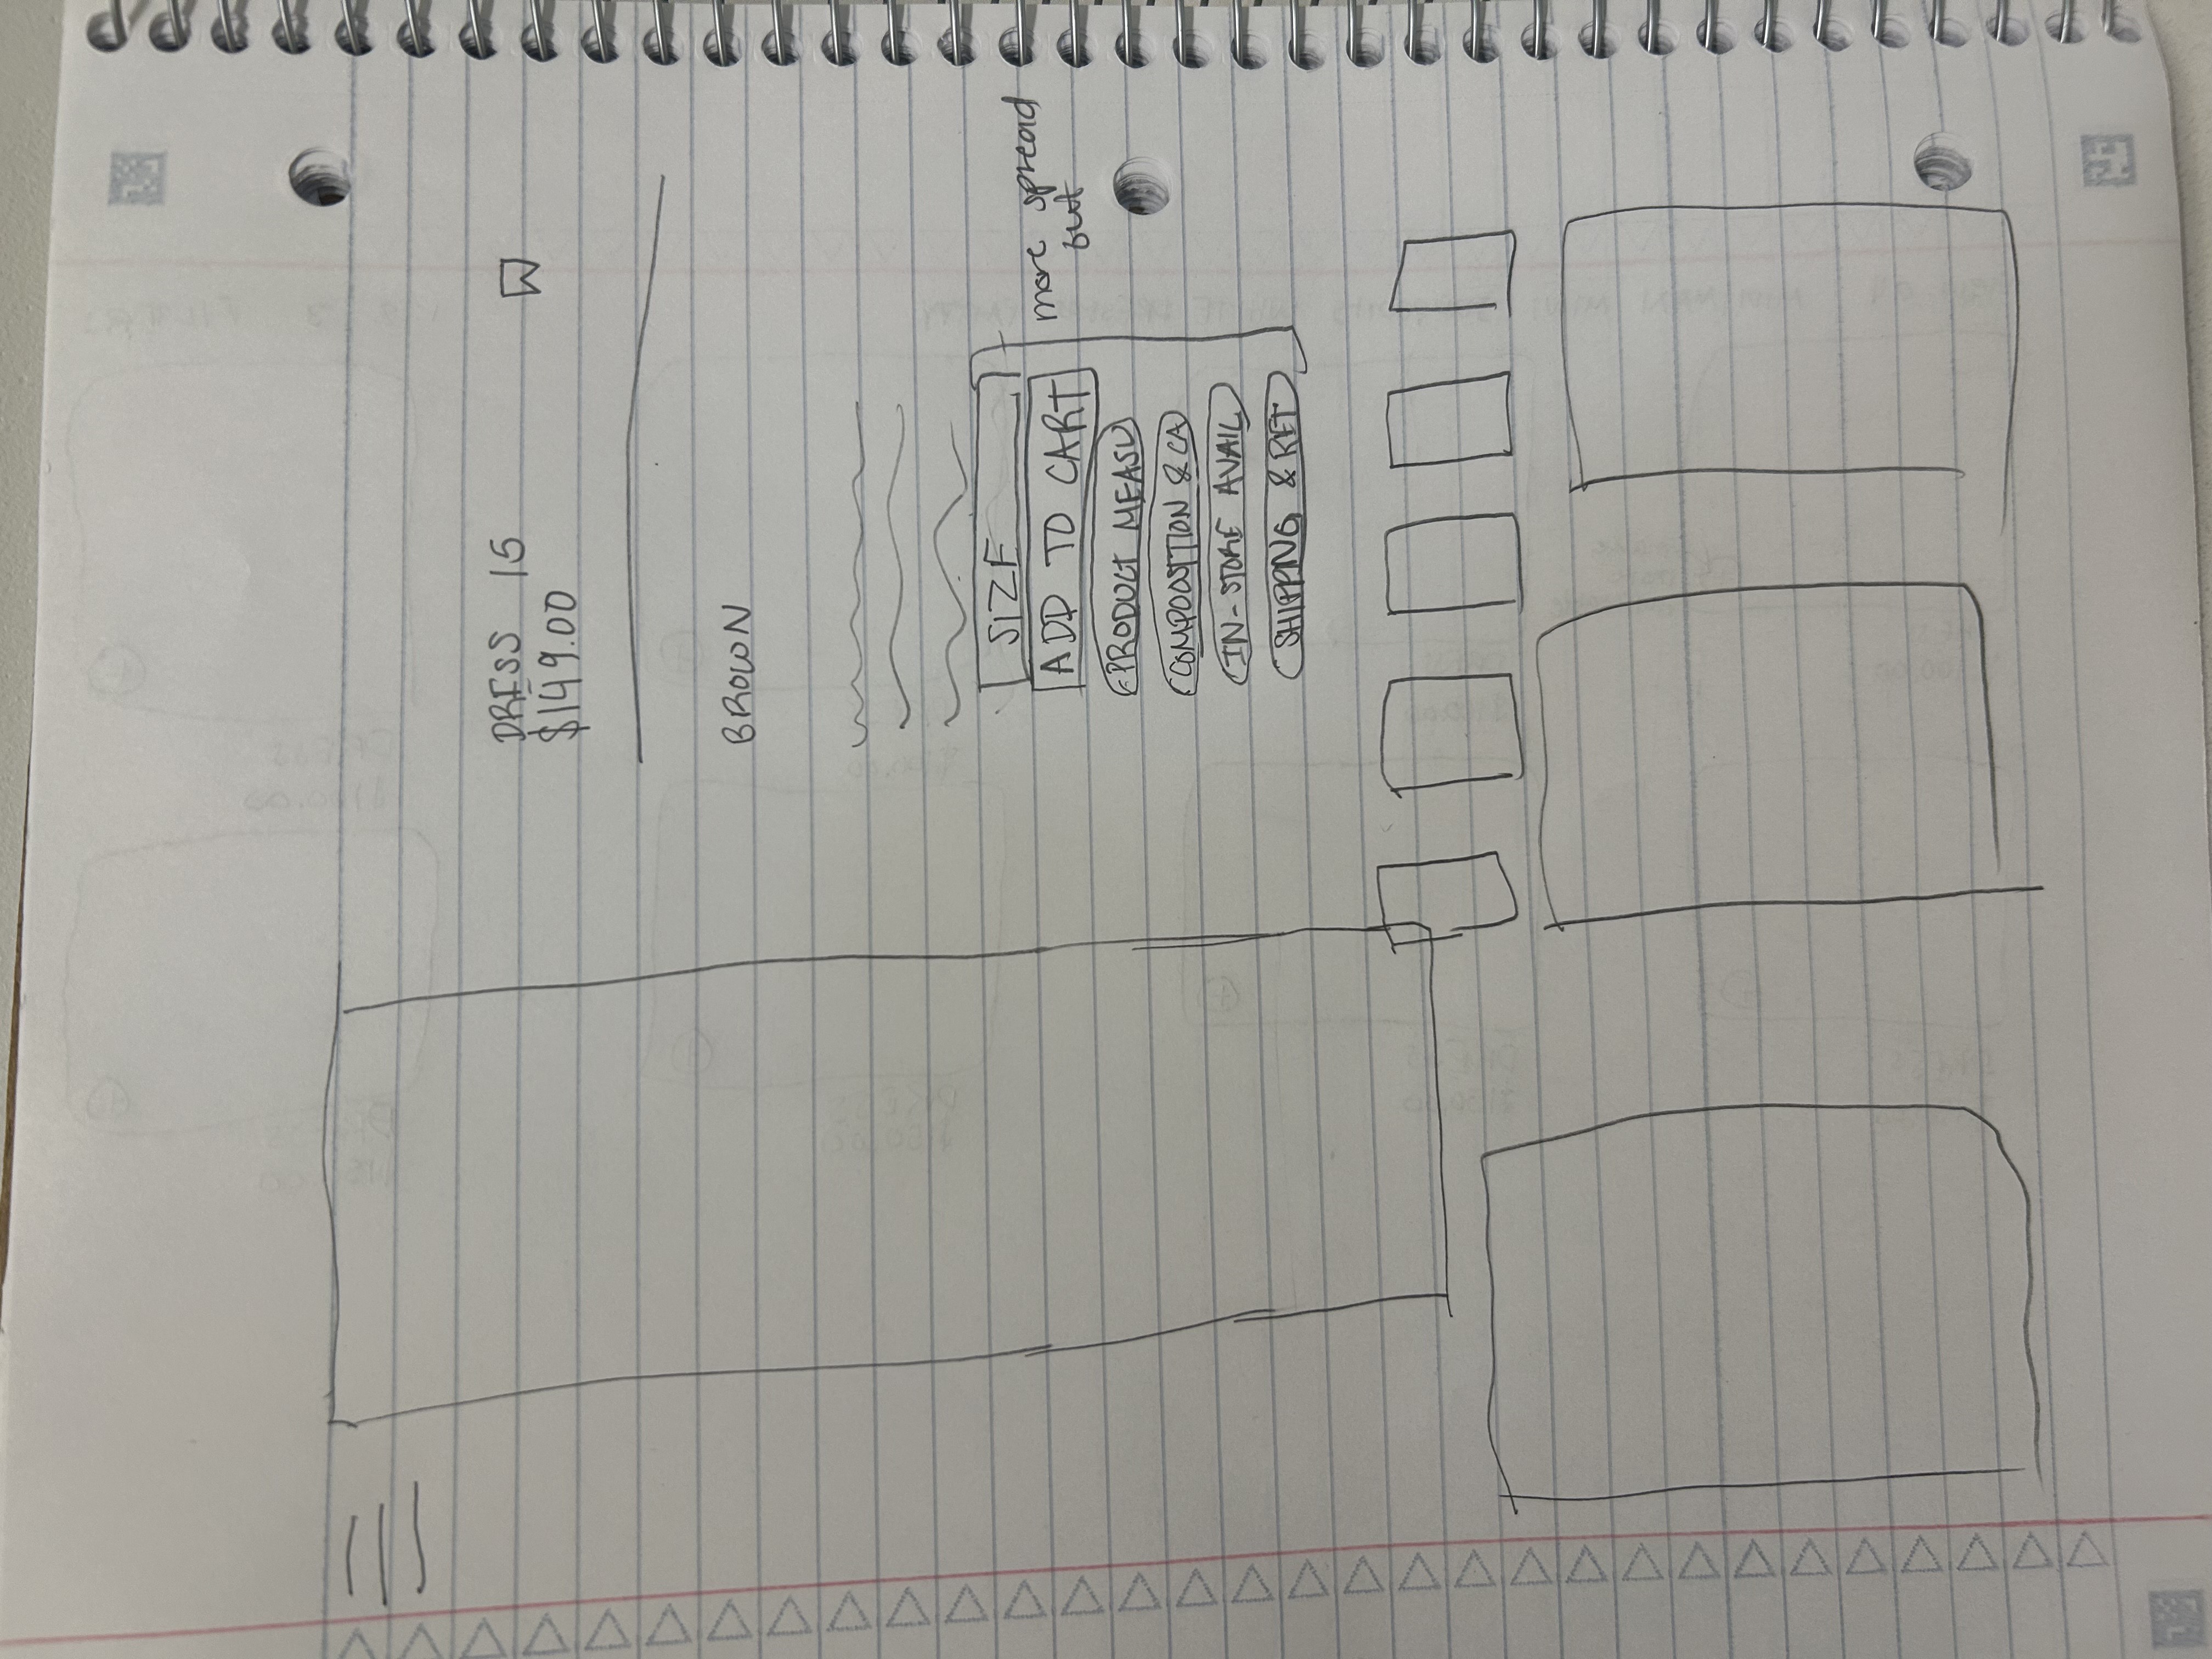 DRESS 15
$149.00
BROWN
SIZE
ADD TO CART
more spread
out
PRODUCT MEASU
COMPOOSITION & CA
IN-STORE AVAIL
SHIPPING & RET